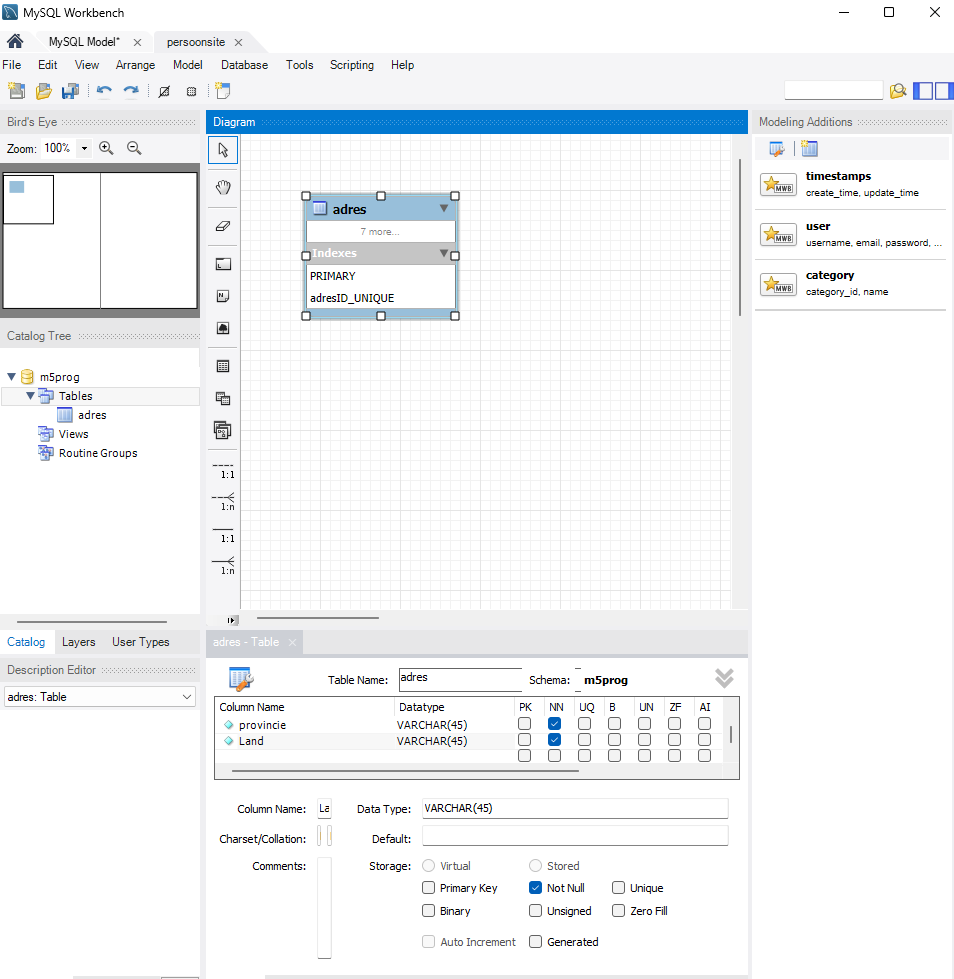 MySQL Workbench
MySQL Model* persoonsite
File Edit View Arrange Model Database Tools Scripting Help
Bird's Eye
Zoom: 100%
Catalog Tree
m5prog
Tables
adres
Views
Routine Groups
Catalog Layers User Types
Description Editor
adres: Table
Diagram
1:1
1:n
1:1
1:n
adres
7 more...
Indexes
PRIMARY
adresID_UNIQUE
Modeling Additions
timestamps
create_time, update_time
user
username, email, password, ...
category
category_id, name
MWB
MWB
MWB
adres - Table
Table Name: adres Schema: m5prog
Column Name Datatype PK NN UQ B UN ZF AI
provincie VARCHAR(45)
Land VARCHAR(45)
Column Name: La Data Type: VARCHAR(45)
Charset/Collation: Default:
Comments: Storage: Virtual Stored
Primary Key Not Null Unique
Binary Unsigned Zero Fill
Auto Increment Generated